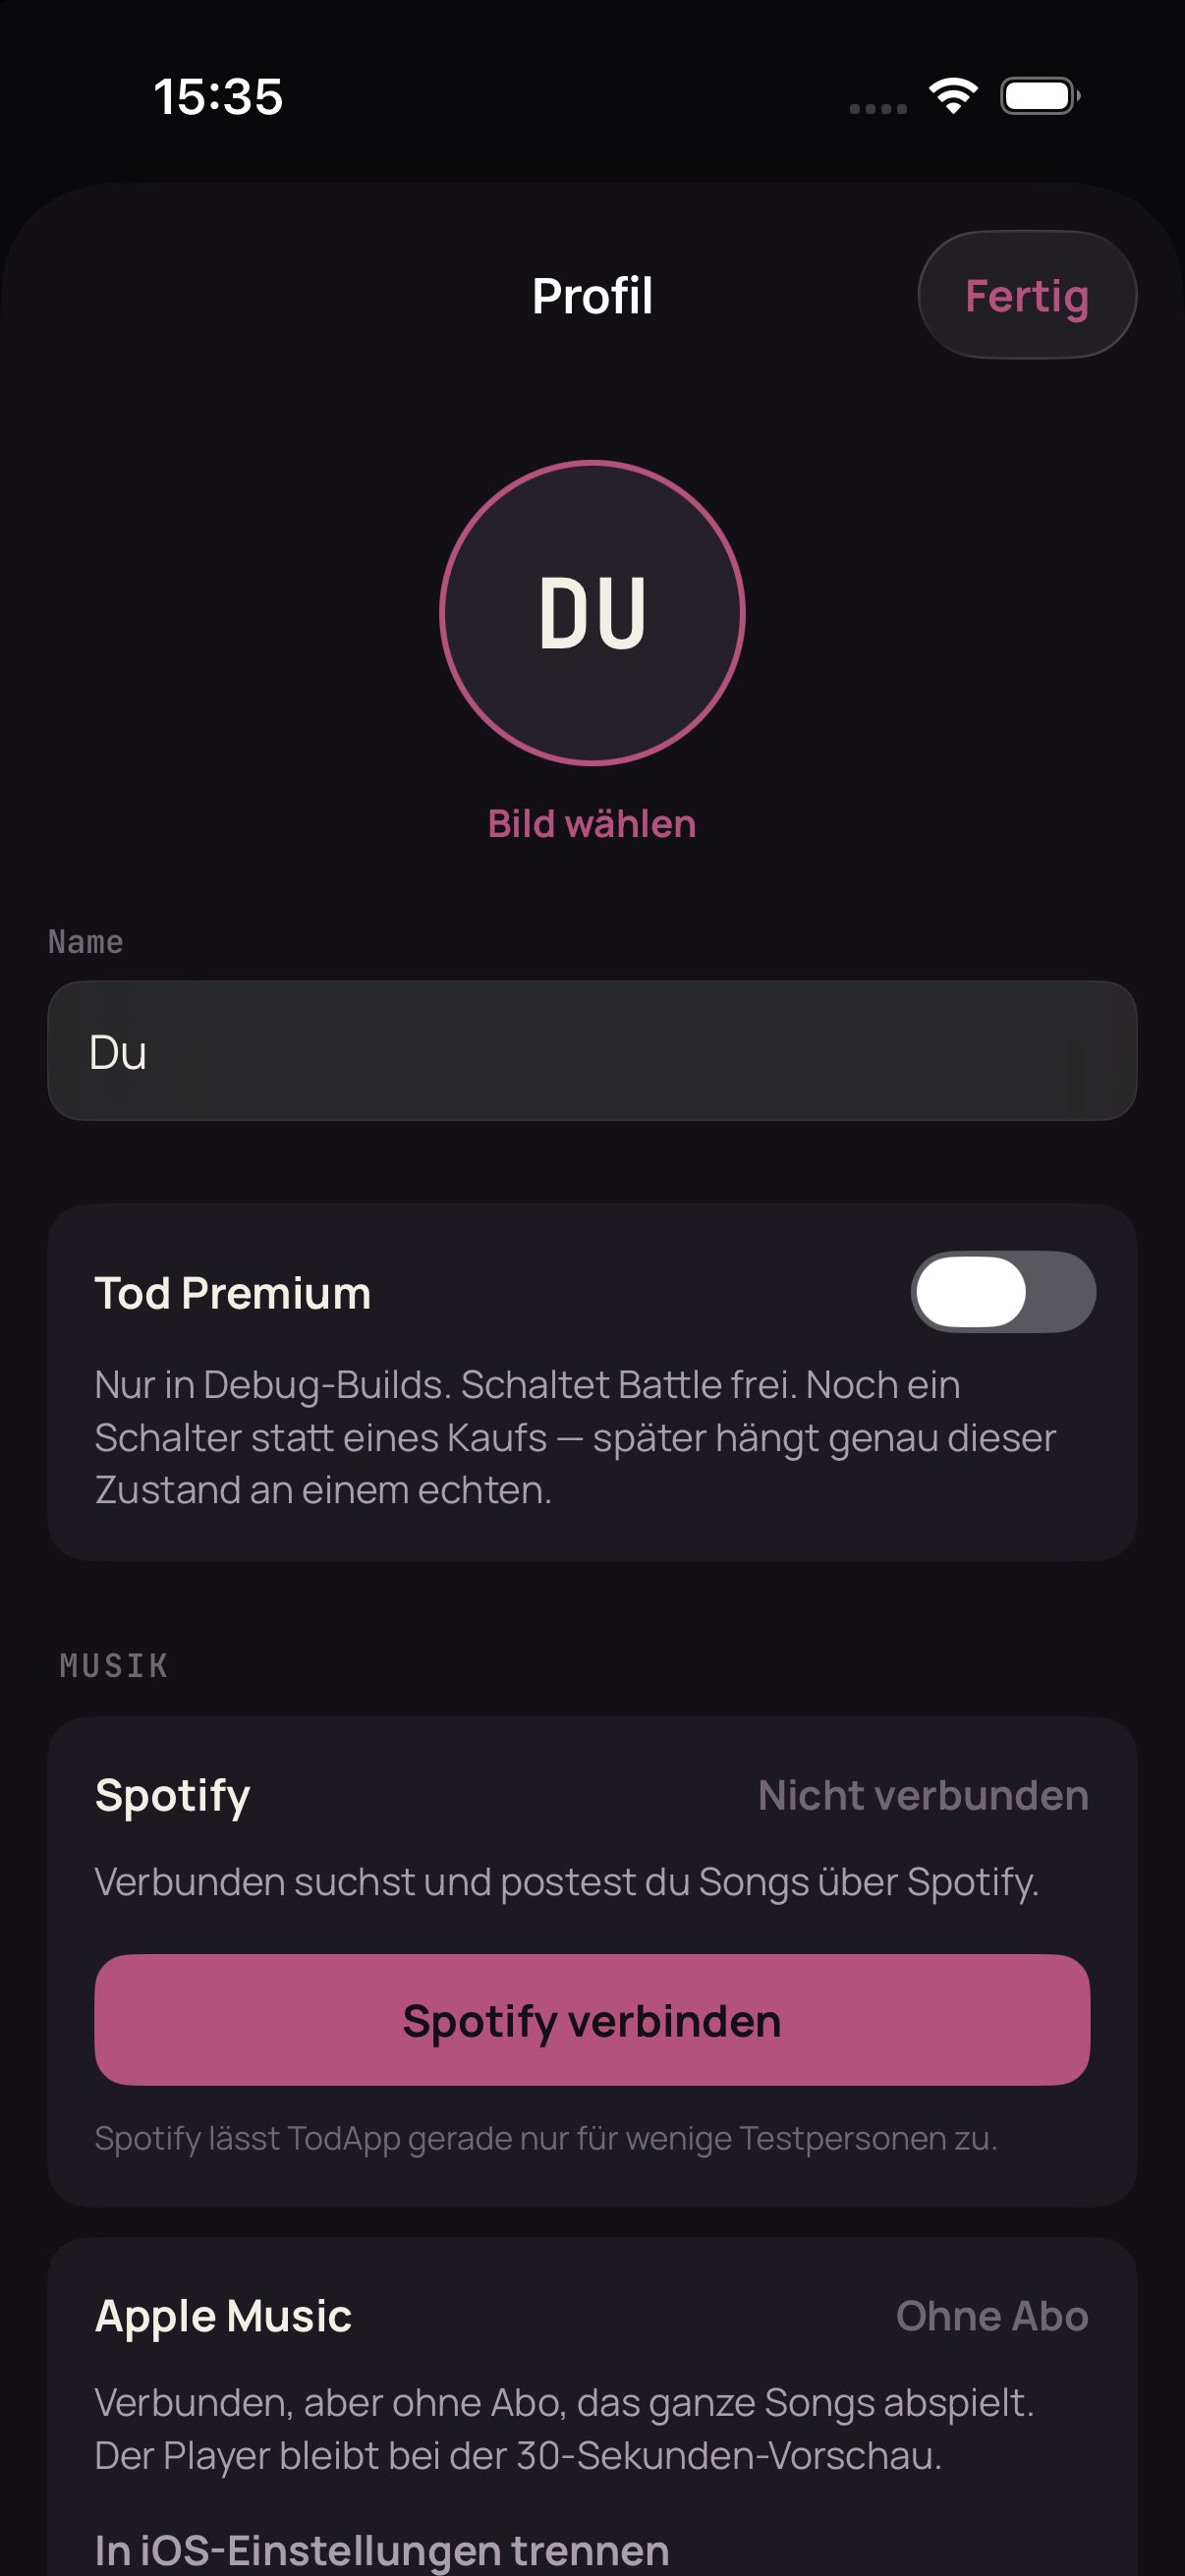 15:35
Profil
Fertig
DU
Bild wählen
Name
Du
Tod Premium
Nur in Debug-Builds. Schaltet Battle frei. Noch ein
Schalter statt eines Kaufs — später hängt genau dieser
Zustand an einem echten.
MUSIK
Spotify
Nicht verbunden
Verbunden suchst und postest du Songs über Spotify.
Spotify verbinden
Spotify lässt TodApp gerade nur für wenige Testpersonen zu.
Apple Music
Ohne Abo
Verbunden, aber ohne Abo, das ganze Songs abspielt.
Der Player bleibt bei der 30-Sekunden-Vorschau.
In iOS-Einstellungen trennen